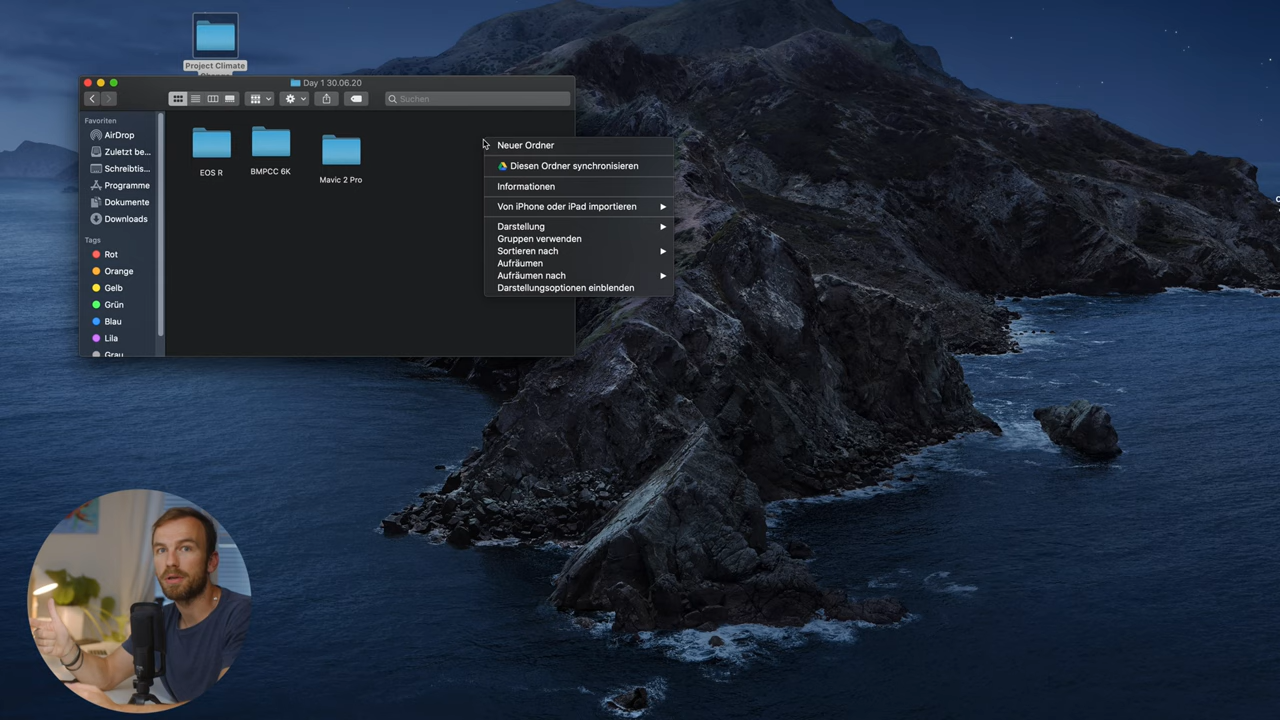 Project Climate
Day 1 30.06.20
Suchen
Favoriten
AirDrop
Zuletzt be...
Schreibtis...
Programme
Dokumente
Downloads
Tags
Rot
Orange
Gelb
Grün
Blau
Lila
Grau
EOS R
BMPCC 6K
Mavic 2 Pro
Neuer Ordner
Diesen Ordner synchronisieren
Informationen
Von iPhone oder iPad importieren
Darstellung
Gruppen verwenden
Sortieren nach
Aufräumen
Aufräumen nach
Darstellungsoptionen einblenden